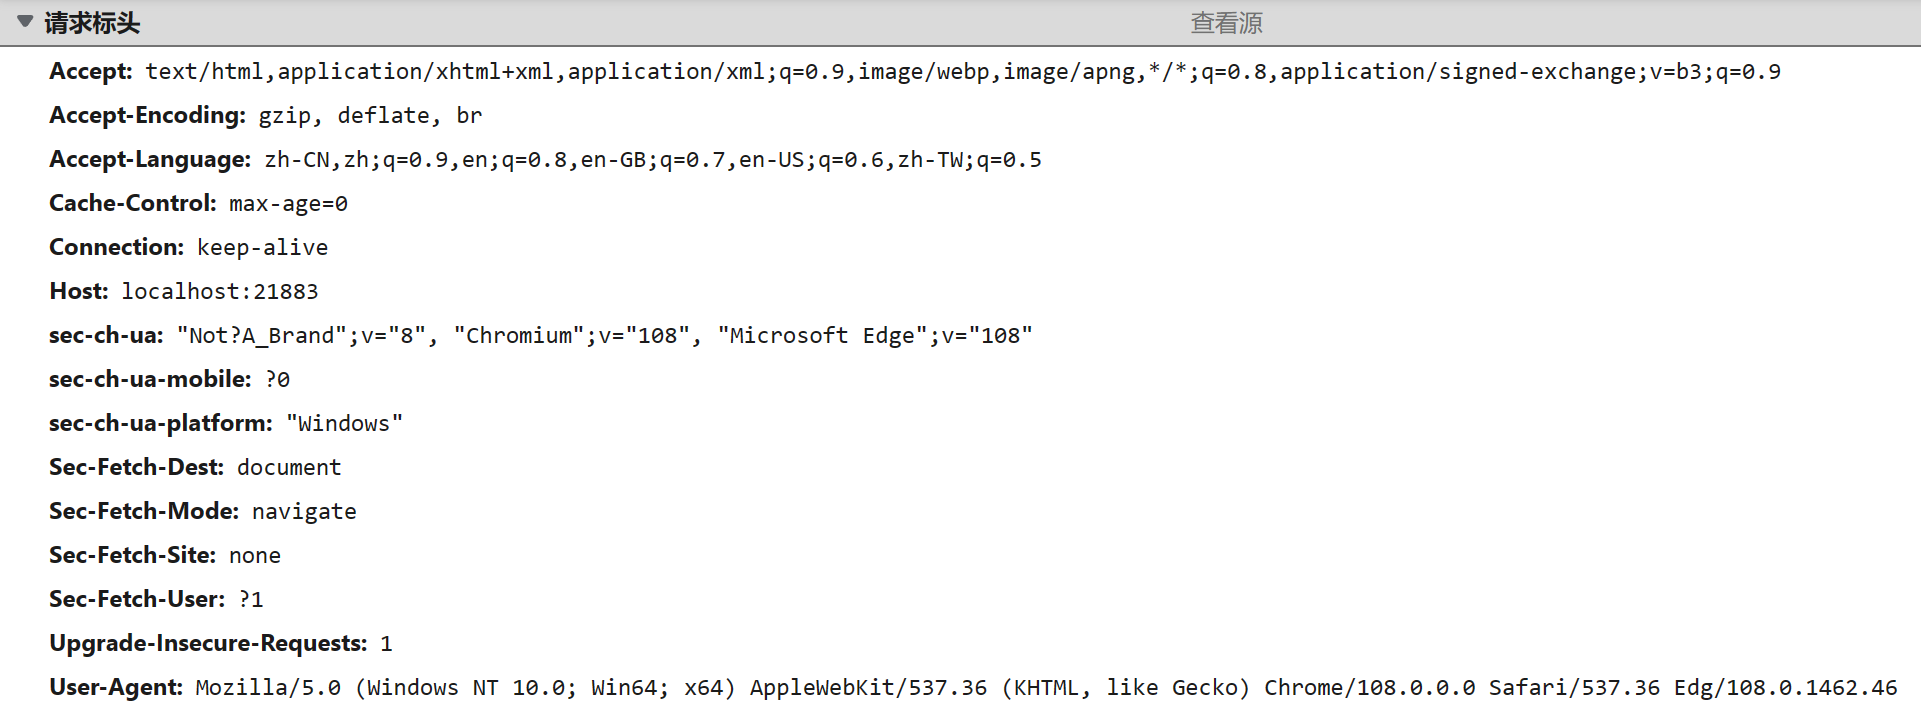 请求标头 查看源
Accept: text/html,application/xhtml+xml,application/xml;q=0.9,image/webp,image/apng,*/*;q=0.8,application/signed-exchange;v=b3;q=0.9
Accept-Encoding: gzip, deflate, br
Accept-Language: zh-CN,zh;q=0.9,en;q=0.8,en-GB;q=0.7,en-US;q=0.6,zh-TW;q=0.5
Cache-Control: max-age=0
Connection: keep-alive
Host: localhost:21883
sec-ch-ua: "Not?A_Brand";v="8", "Chromium";v="108", "Microsoft Edge";v="108"
sec-ch-ua-mobile: ?0
sec-ch-ua-platform: "Windows"
Sec-Fetch-Dest: document
Sec-Fetch-Mode: navigate
Sec-Fetch-Site: none
Sec-Fetch-User: ?1
Upgrade-Insecure-Requests: 1
User-Agent: Mozilla/5.0 (Windows NT 10.0; Win64; x64) AppleWebKit/537.36 (KHTML, like Gecko) Chrome/108.0.0.0 Safari/537.36 Edg/108.0.1462.46